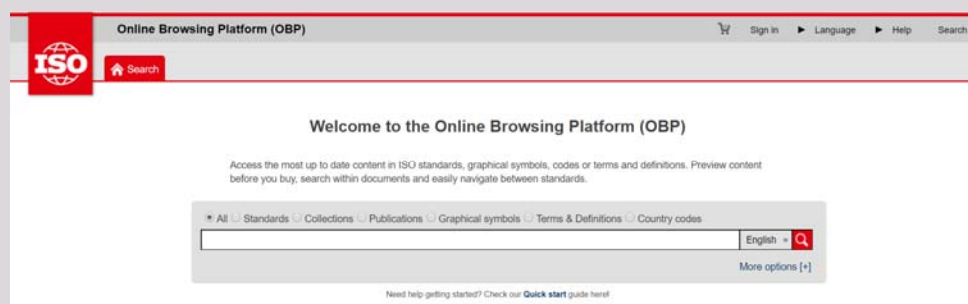 Online Browsing Platform (OBP)
Sign in ► Language ► Help Search
ISO
Search
Welcome to the Online Browsing Platform (OBP)
Access the most up to date content in ISO standards, graphical symbols, codes or terms and definitions. Preview content
before you buy, search within documents and easily navigate between standards.
All Standards Collections Publications Graphical symbols Terms & Definitions Country codes
English
More options [+]
Need help getting started? Check our Quick start guide here!